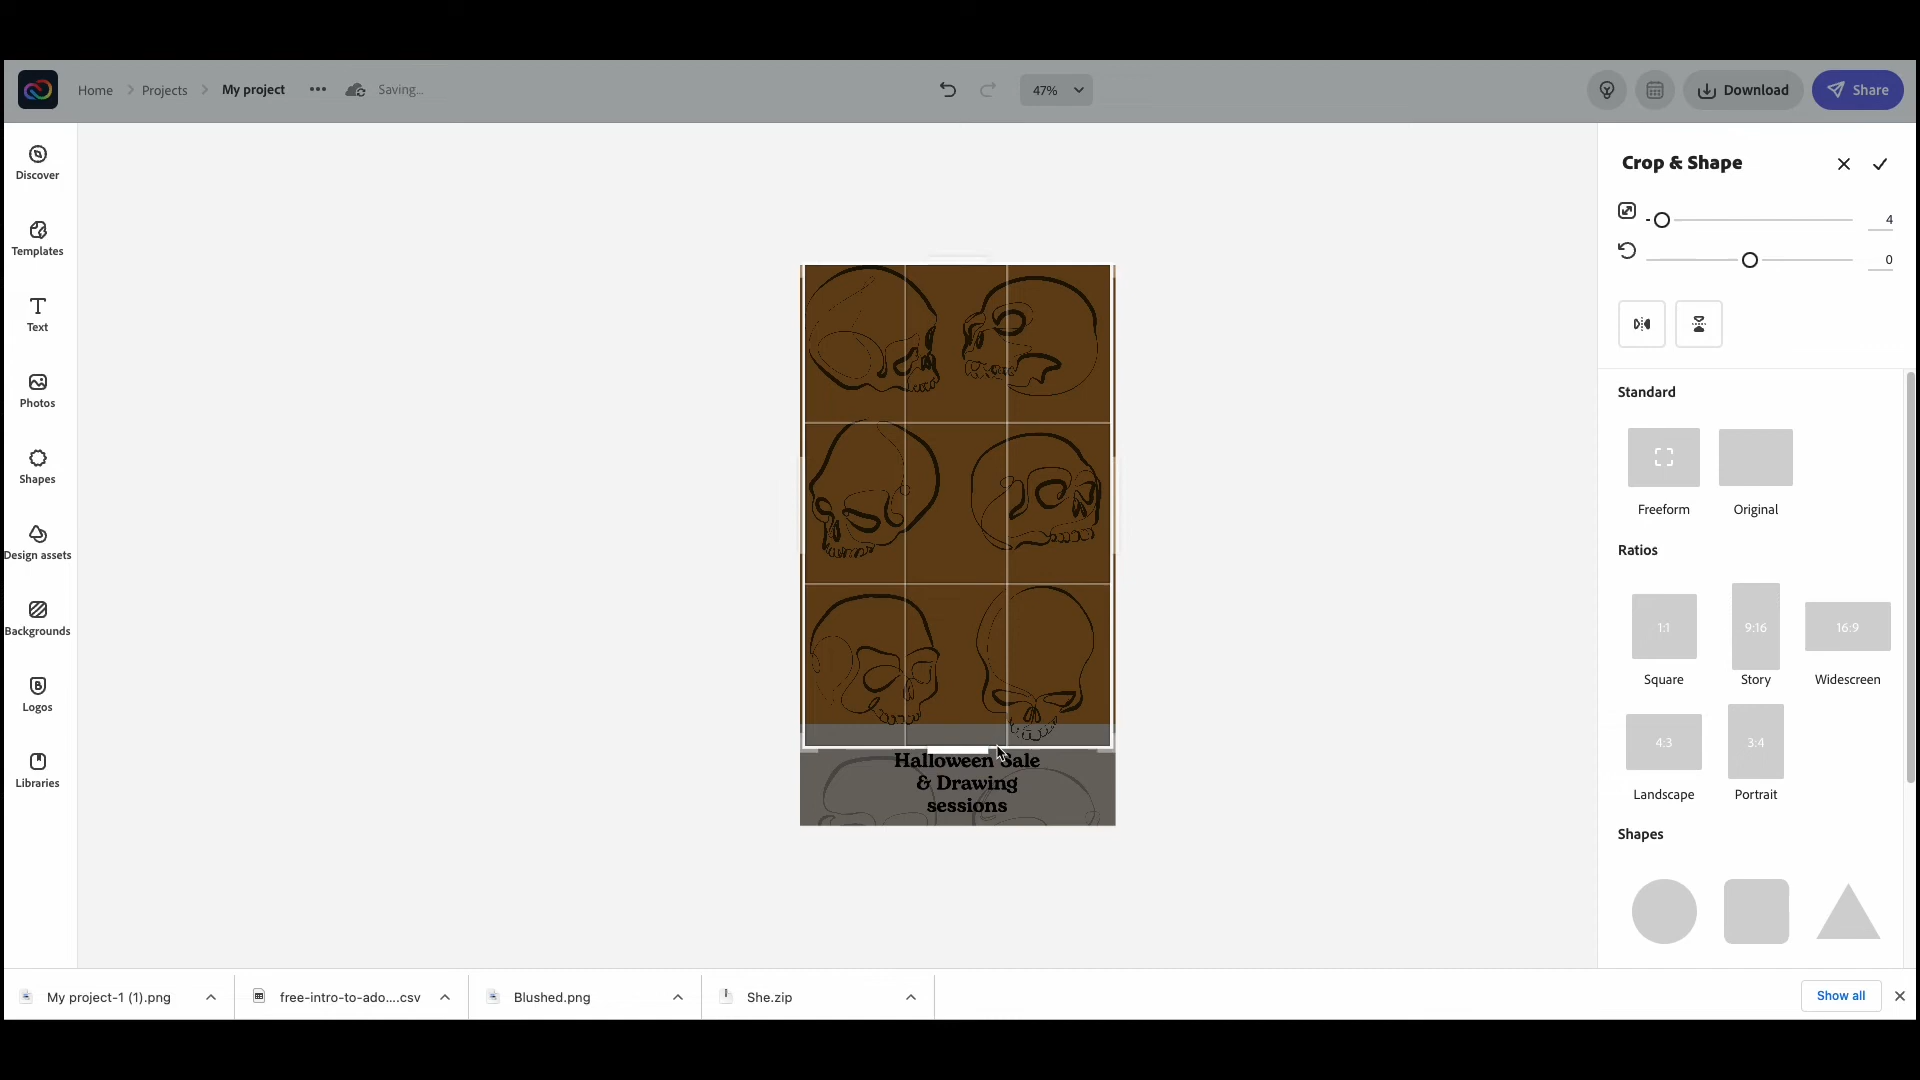 Home
Projects
My project
Saving...
47%
Download
Share
Discover
Templates
Text
Photos
Shapes
Design assets
Backgrounds
Logos
Libraries
Halloween Sale
& Drawing
sessions
Crop & Shape
4
0
Standard
Freeform
Original
Ratios
1:1
9:16
16:9
Square
Story
Widescreen
4:3
3:4
Landscape
Portrait
Shapes
My project-1 (1).png
free-intro-to-ado....csv
Blushed.png
She.zip
Show all